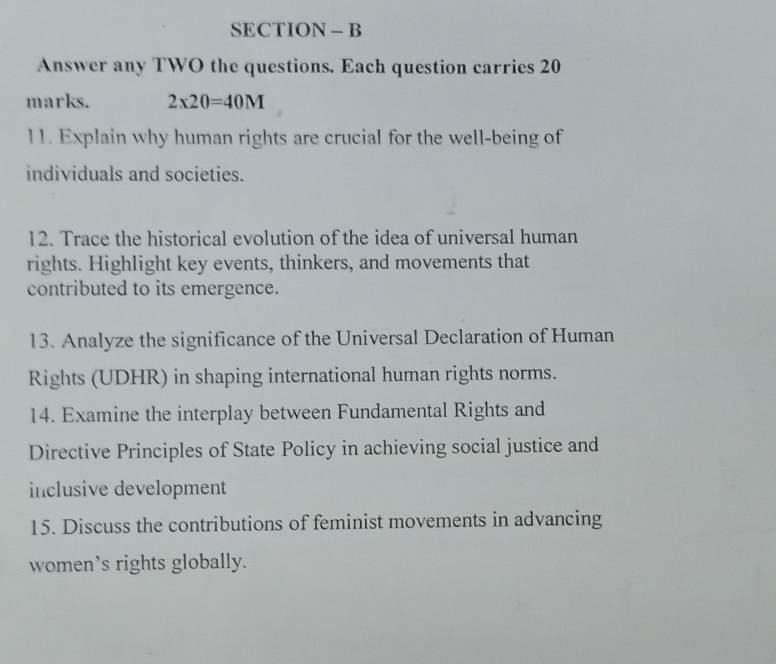 SECTION – B
Answer any TWO the questions. Each question carries 20
marks. 2x20=40M
11. Explain why human rights are crucial for the well-being of
individuals and societies.
12. Trace the historical evolution of the idea of universal human
rights. Highlight key events, thinkers, and movements that
contributed to its emergence.
13. Analyze the significance of the Universal Declaration of Human
Rights (UDHR) in shaping international human rights norms.
14. Examine the interplay between Fundamental Rights and
Directive Principles of State Policy in achieving social justice and
inclusive development
15. Discuss the contributions of feminist movements in advancing
women’s rights globally.